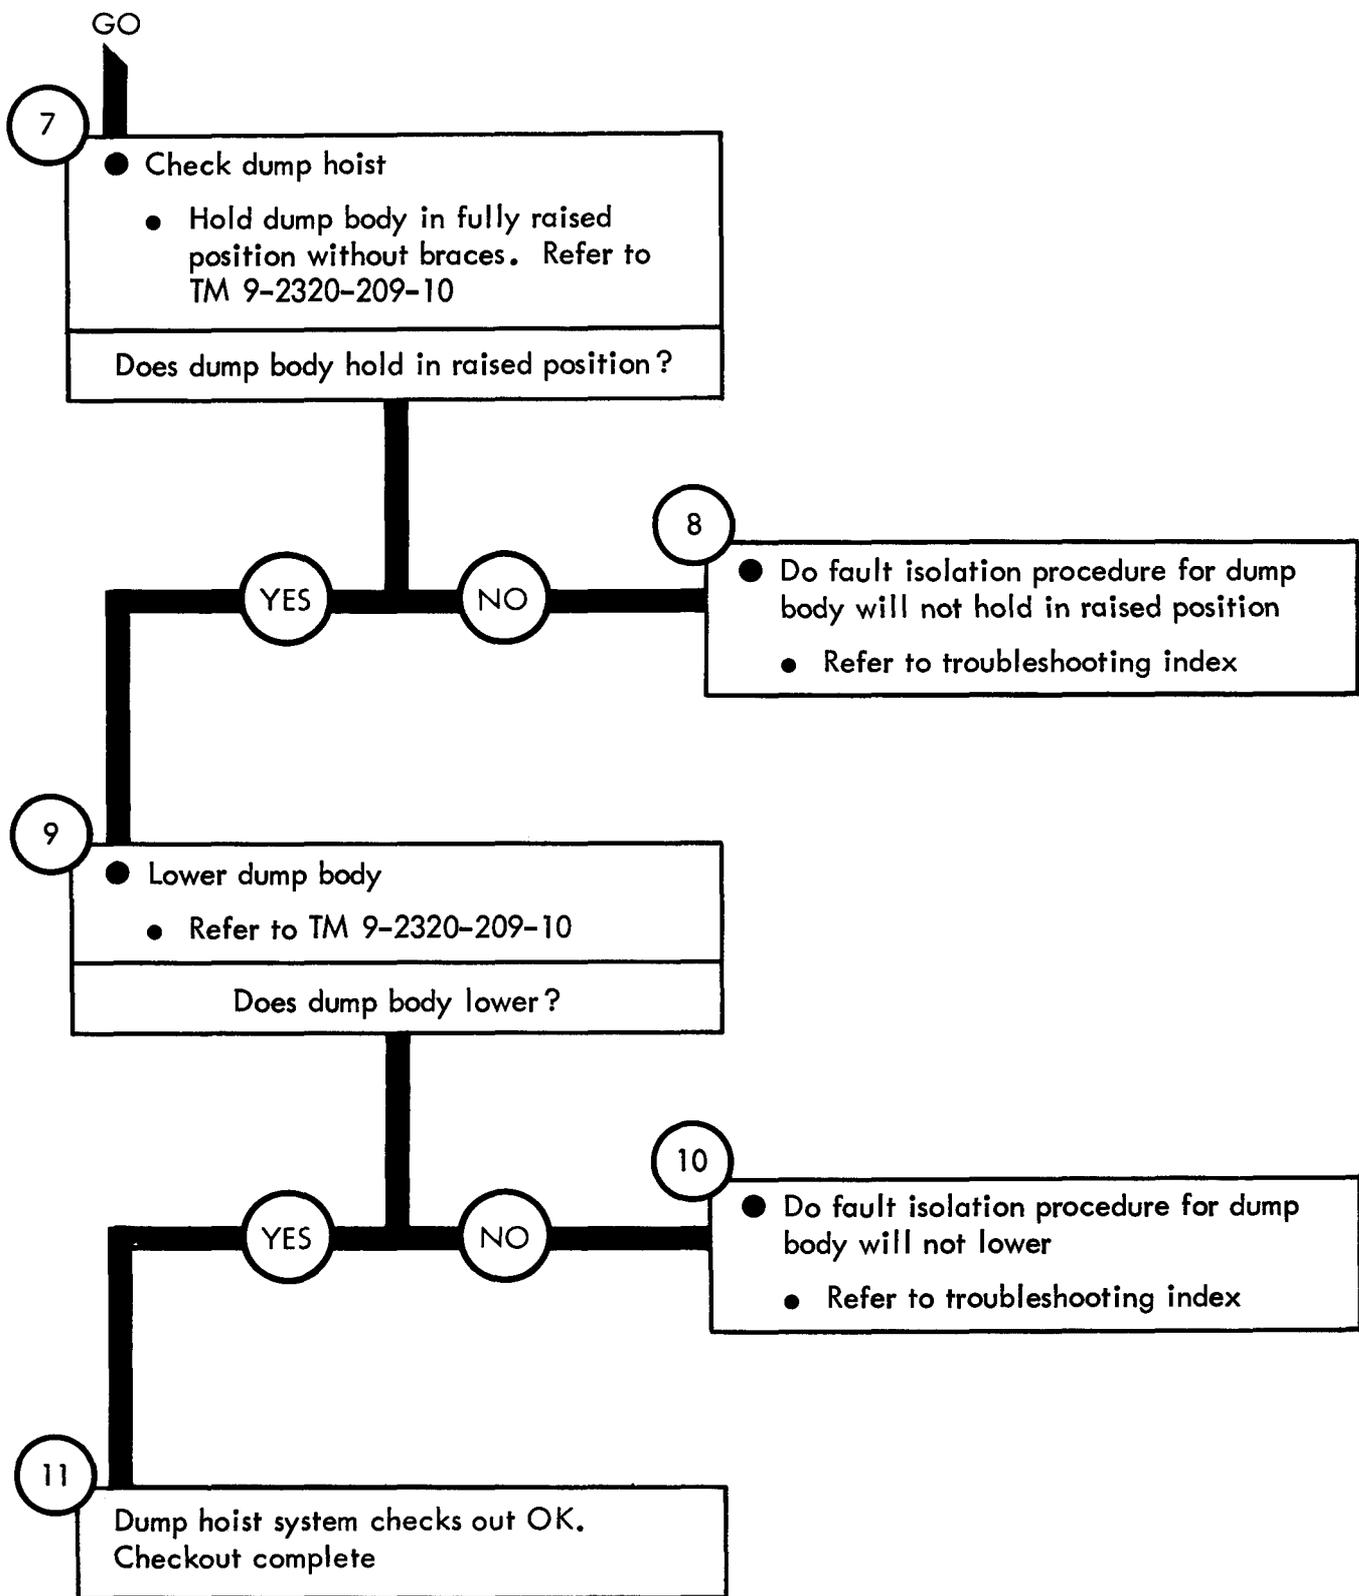 GO
7
● Check dump hoist
● Hold dump body in fully raised
position without braces. Refer to
TM 9-2320-209-10
Does dump body hold in raised position?
YES
NO
8
● Do fault isolation procedure for dump
body will not hold in raised position
● Refer to troubleshooting index
9
● Lower dump body
● Refer to TM 9-2320-209-10
Does dump body lower?
YES
NO
10
● Do fault isolation procedure for dump
body will not lower
● Refer to troubleshooting index
11
Dump hoist system checks out OK.
Checkout complete